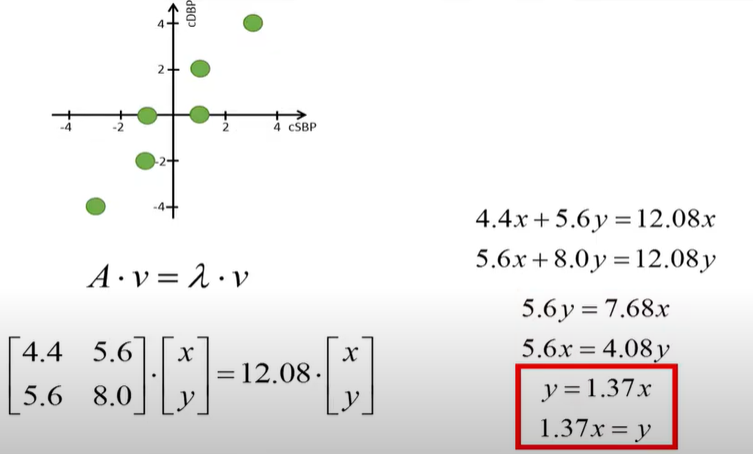 cDBP
4
2
-4 -2 2 4 cSBP
-2
-4
A · v = λ · v
[4.4 5.6] · [x] = 12.08 · [x]
[5.6 8.0] [y] [y]
4.4x + 5.6y = 12.08x
5.6x + 8.0y = 12.08y
5.6y = 7.68x
5.6x = 4.08y
y = 1.37x
1.37x = y